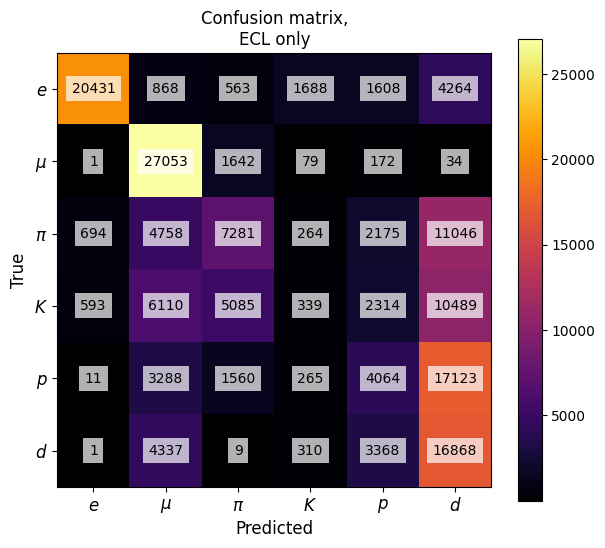 Confusion matrix,
ECL only
e 20431 868 563 1688 1608 4264
μ 1 27053 1642 79 172 34
π 694 4758 7281 264 2175 11046
K 593 6110 5085 339 2314 10489
p 11 3288 1560 265 4064 17123
d 1 4337 9 310 3368 16868
e μ π K p d
Predicted
True
25000
20000
15000
10000
5000